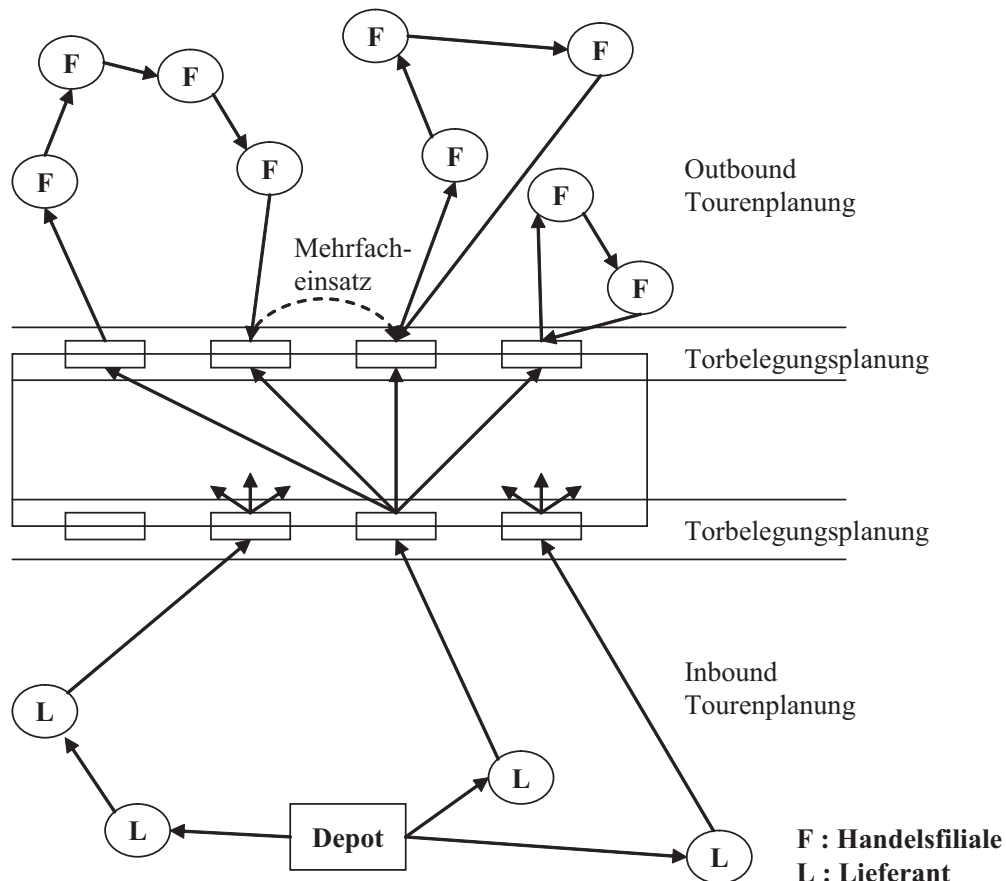 F
F
F
F
F
F
F
F
F
Outbound
Tourenplanung
Mehrfach-
einsatz
Torbelegungsplanung
Torbelegungsplanung
Inbound
Tourenplanung
L
L
L
L
Depot
F : Handelsfiliale
L : Lieferant